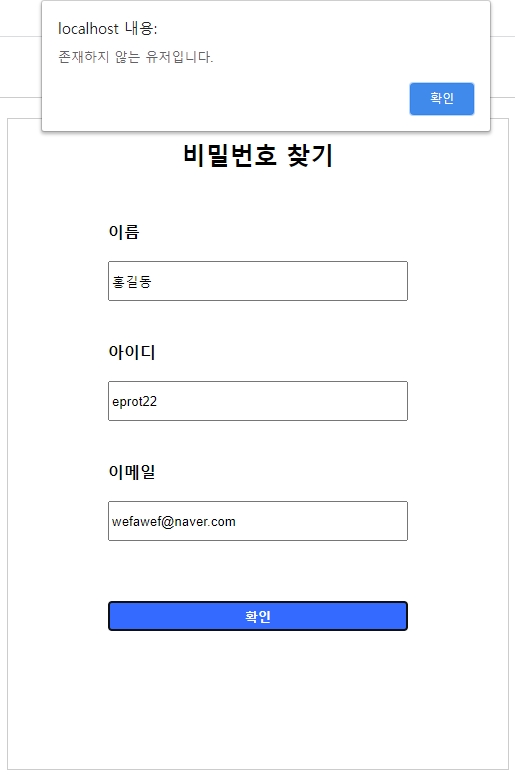 localhost 내용:
존재하지 않는 유저입니다.
확인
비밀번호 찾기
이름
홍길동
아이디
eprot22
이메일
wefawef@naver.com
확인